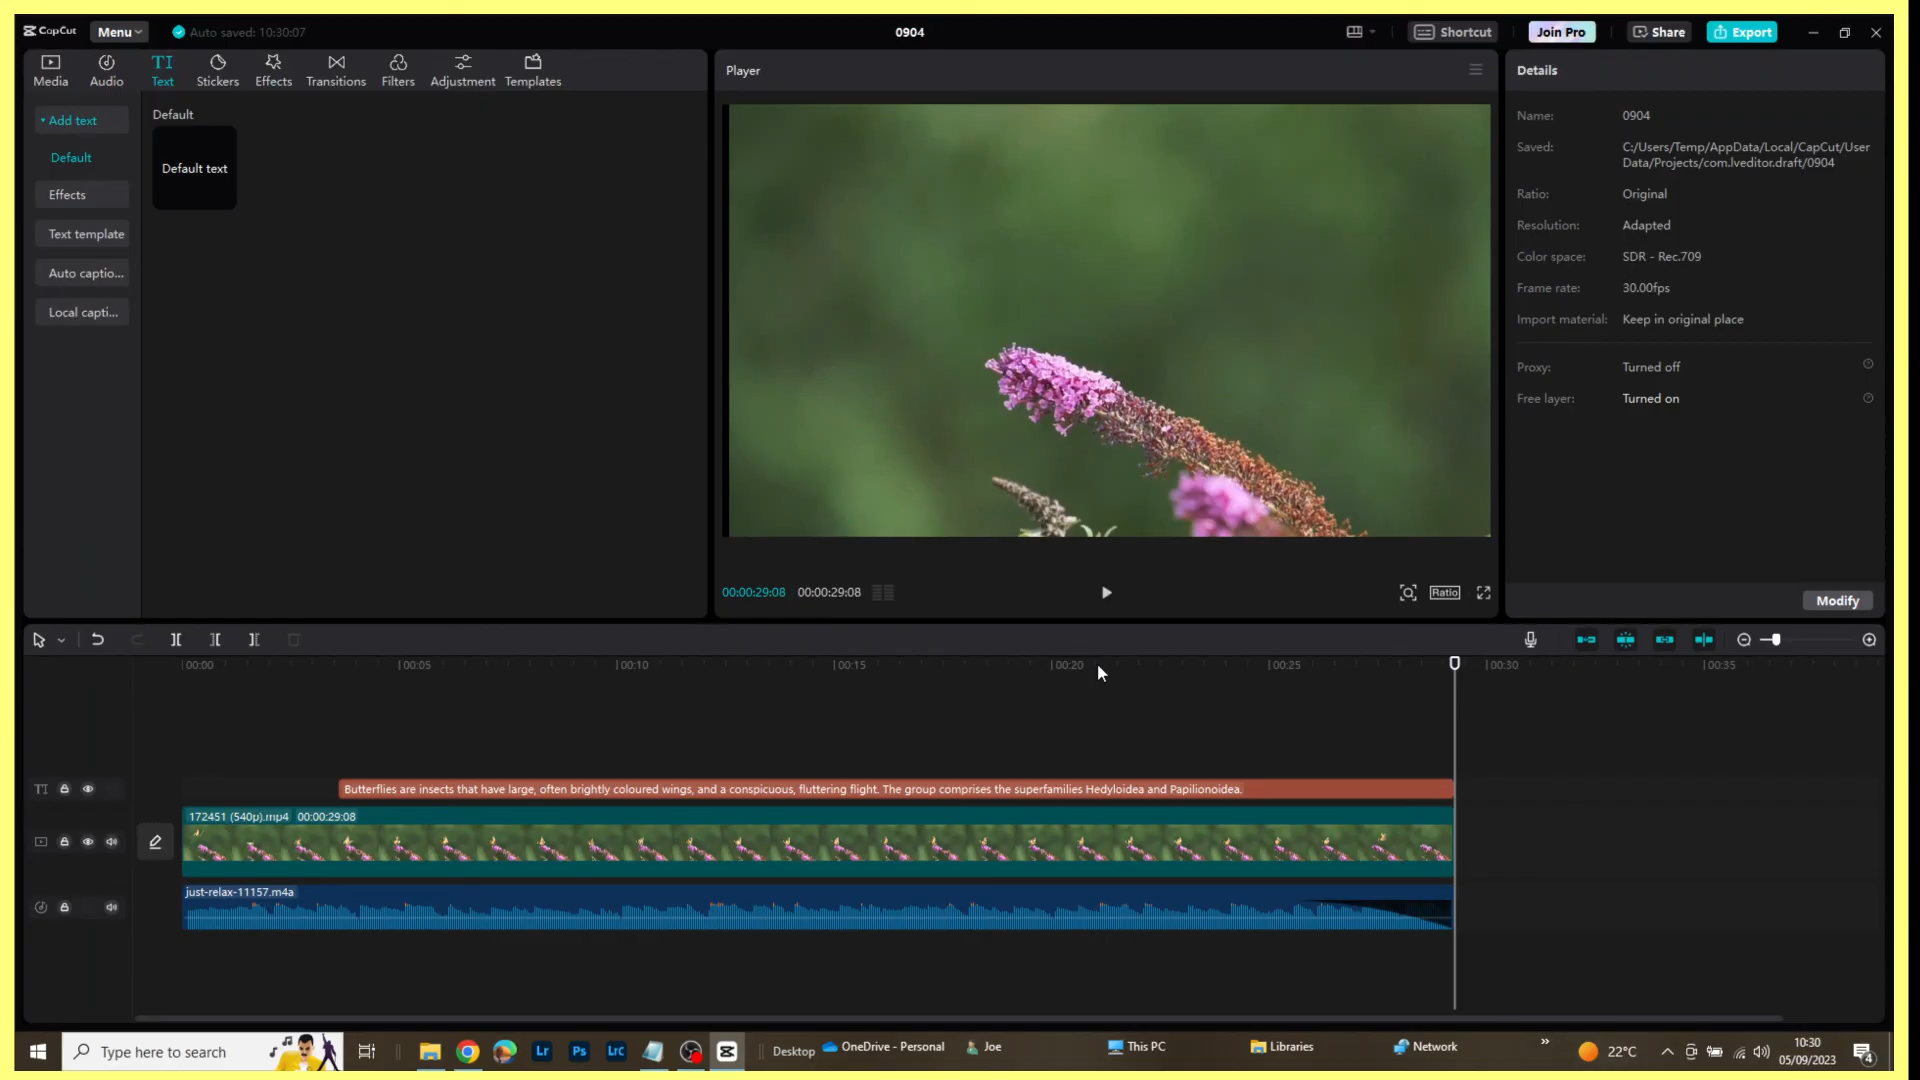 CapCut
Menu
Auto saved: 10:30:07
0904
Shortcut
Join Pro
Share
Export
Media
Audio
TI
Text
Stickers
Effects
Transitions
Filters
Adjustment
Templates
Player
Details
Add text
Default
Effects
Text template
Auto captio...
Local capti...
Default
Default text
Name:
0904
Saved:
C:/Users/Temp/AppData/Local/CapCut/User
Data/Projects/com.lveditor.draft/0904
Ratio:
Original
Resolution:
Adapted
Color space:
SDR - Rec.709
Frame rate:
30.00fps
Import material:
Keep in original place
Proxy:
Turned off
Free layer:
Turned on
00:00:29:08
00:00:29:08
Ratio
Modify
00:00
00:05
00:10
00:15
00:20
00:25
00:30
00:35
TI
Butterflies are insects that have large, often brightly coloured wings, and a conspicuous, fluttering flight. The group comprises the superfamilies Hedyloidea and Papilionoidea.
172451 (540p).mp4 00:00:29:08
just-relax-11157.m4a
Type here to search
Lr
Ps
LrC
Desktop
OneDrive - Personal
Joe
This PC
Libraries
Network
22°C
10:30
05/09/2023
4